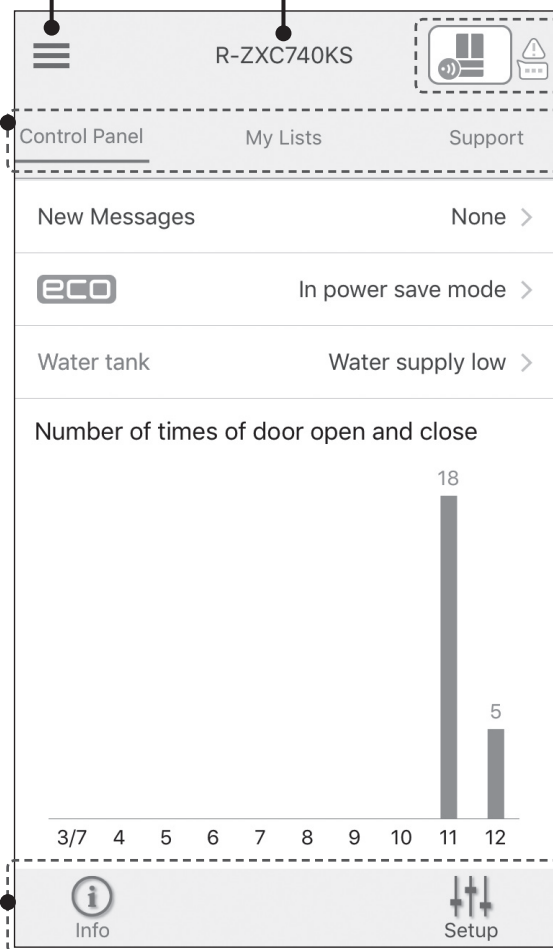 R-ZXC740KS
Control Panel My Lists Support
New Messages None
eco In power save mode
Water tank Water supply low
Number of times of door open and close
18
5
3/7 4 5 6 7 8 9 10 11 12
Info Setup